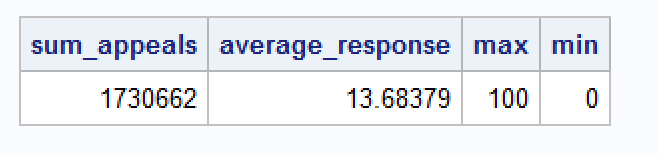 sum_appeals average_response max min
1730662 13.68379 100 0